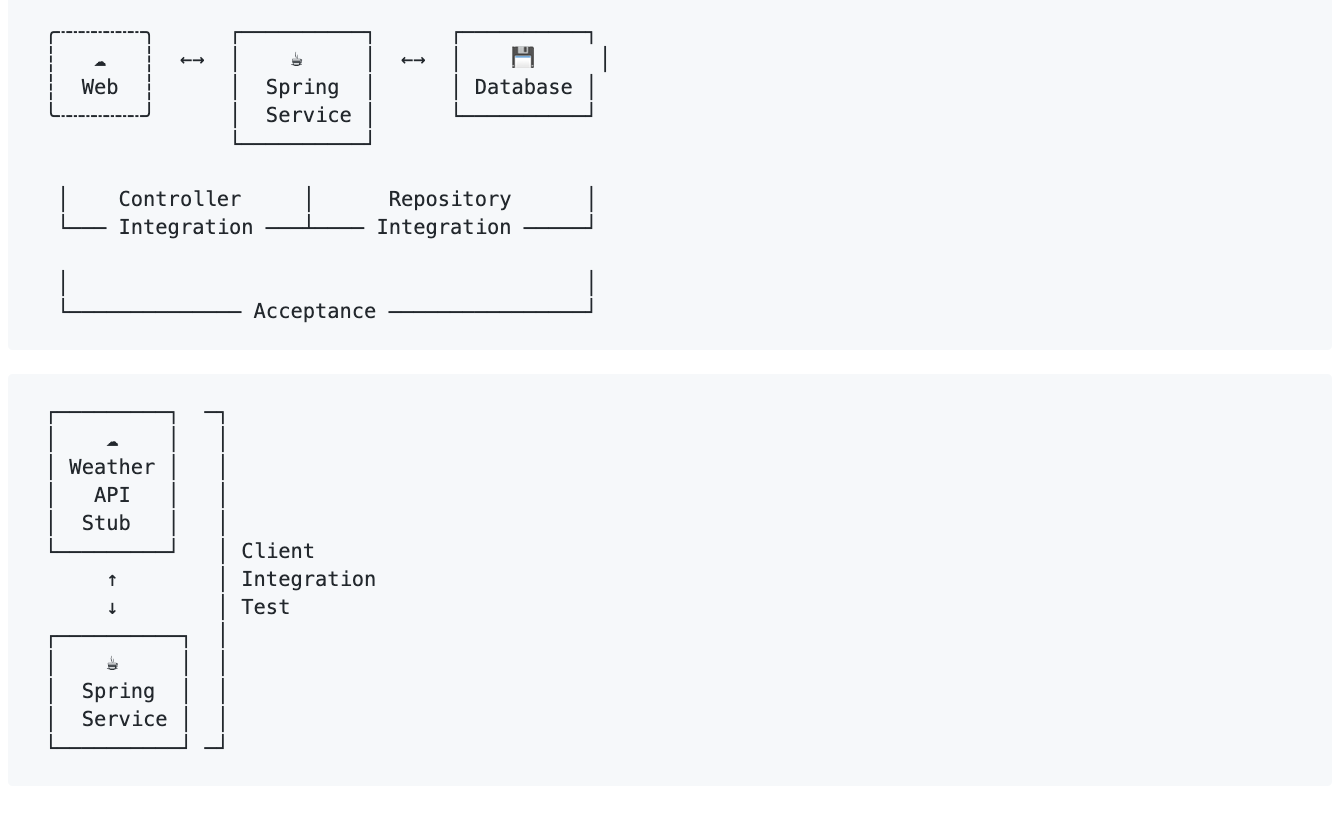 ☁ ←→ ☕ ←→ 💾
Web Spring Database
Service
Controller Repository
Integration Integration
Acceptance
☁
Weather
API
Stub
Client
↑ Integration
↓ Test
☕
Spring
Service